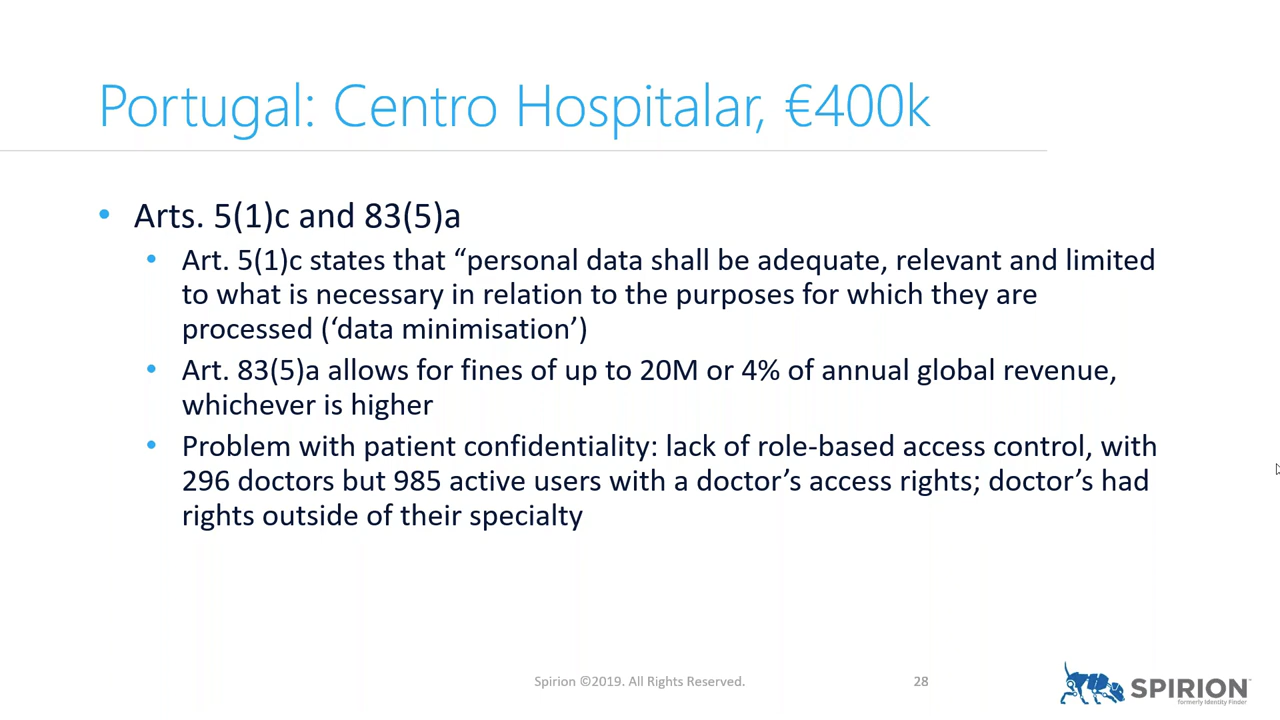 Portugal: Centro Hospitalar, €400k
• Arts. 5(1)c and 83(5)a
• Art. 5(1)c states that “personal data shall be adequate, relevant and limited
to what is necessary in relation to the purposes for which they are
processed (‘data minimisation’)
• Art. 83(5)a allows for fines of up to 20M or 4% of annual global revenue,
whichever is higher
• Problem with patient confidentiality: lack of role-based access control, with
296 doctors but 985 active users with a doctor’s access rights; doctor’s had
rights outside of their specialty
Spirion ©2019. All Rights Reserved.
28
SPIRION™
formerly Identity Finder